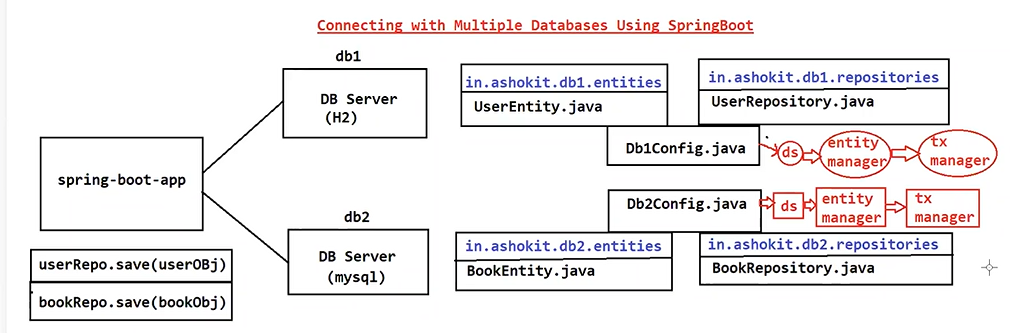 Connecting with Multiple Databases Using SpringBoot
db1
DB Server
(H2)
spring-boot-app
db2
DB Server
(mysql)
userRepo.save(userOBj)
bookRepo.save(bookObj)
in.ashokit.db1.entities
UserEntity.java
in.ashokit.db1.repositories
UserRepository.java
Db1Config.java
ds
entity
manager
tx
manager
Db2Config.java
ds
entity
manager
tx
manager
in.ashokit.db2.entities
BookEntity.java
in.ashokit.db2.repositories
BookRepository.java